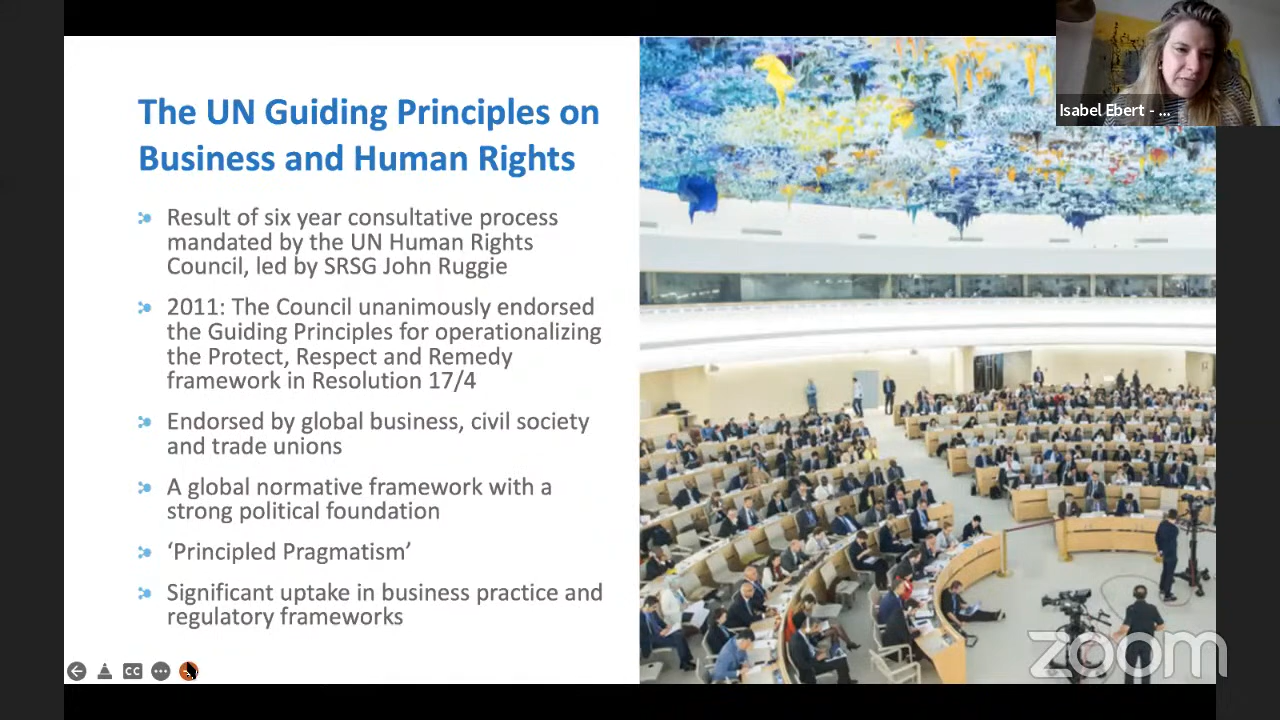 The UN Guiding Principles on
Business and Human Rights
Result of six year consultative process
mandated by the UN Human Rights
Council, led by SRSG John Ruggie
2011: The Council unanimously endorsed
the Guiding Principles for operationalizing
the Protect, Respect and Remedy
framework in Resolution 17/4
Endorsed by global business, civil society
and trade unions
A global normative framework with a
strong political foundation
‘Principled Pragmatism’
Significant uptake in business practice and
regulatory frameworks
CC
Isabel Ebert - ...
zoom